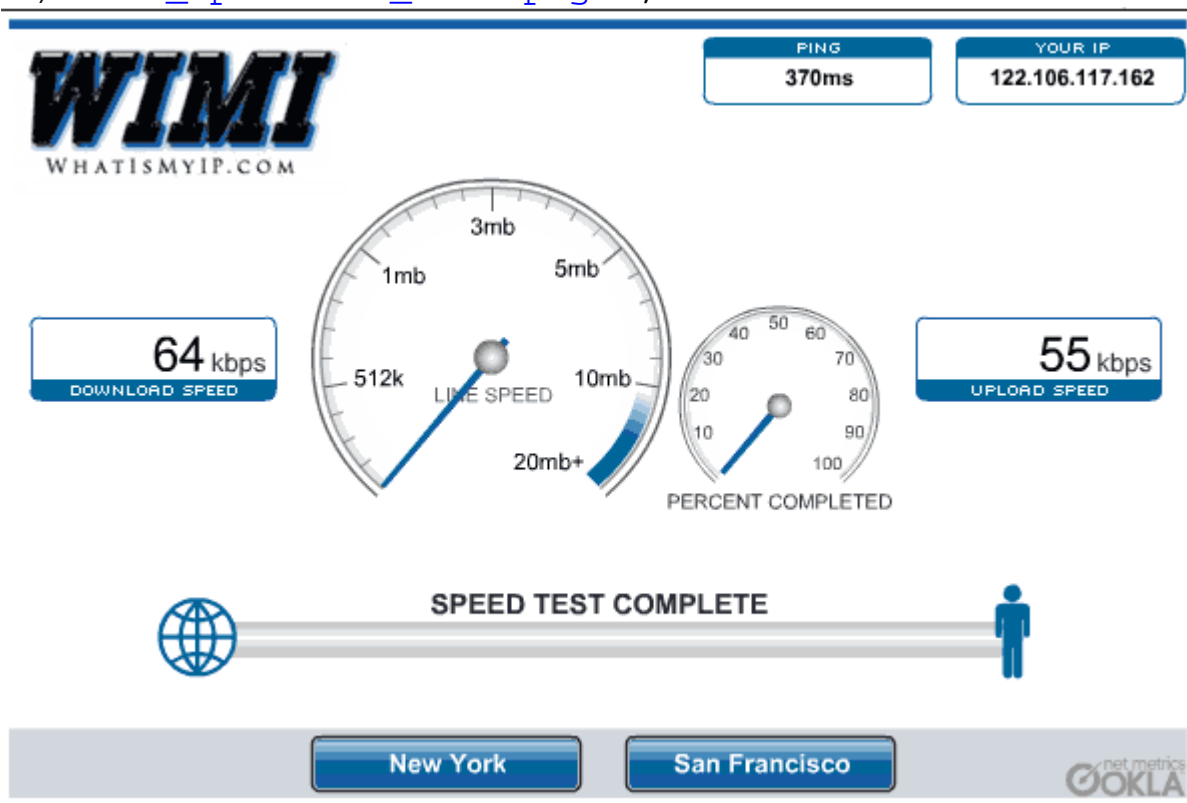 WIMI
WHATISMYIP.COM
PING
370ms
YOUR IP
122.106.117.162
3mb
1mb
5mb
512k
10mb
LINE SPEED
20mb+
64 kbps
DOWNLOAD SPEED
50
40
60
30
70
20
80
10
90
100
PERCENT COMPLETED
55 kbps
UPLOAD SPEED
SPEED TEST COMPLETE
New York
San Francisco
net metrics
OOKLA